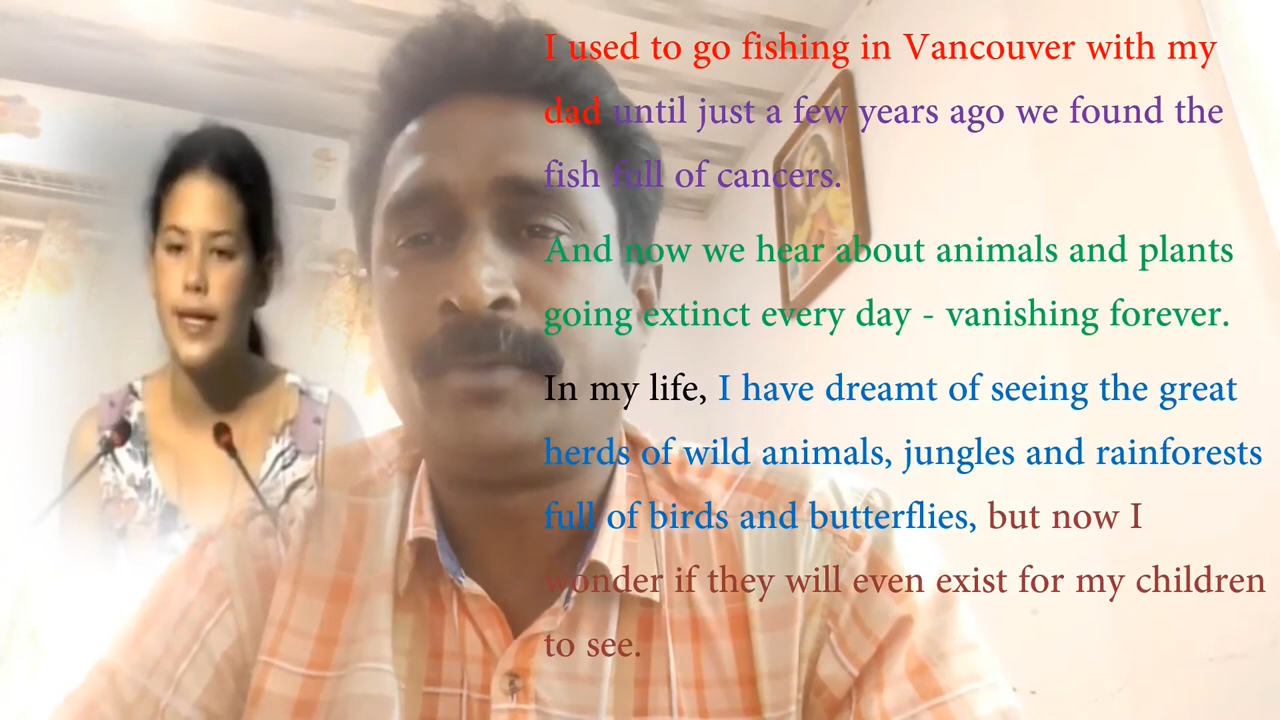 I used to go fishing in Vancouver with my
dad until just a few years ago we found the
fish full of cancers.
And now we hear about animals and plants
going extinct every day - vanishing forever.
In my life, I have dreamt of seeing the great
herds of wild animals, jungles and rainforests
full of birds and butterflies, but now I
wonder if they will even exist for my children
to see.